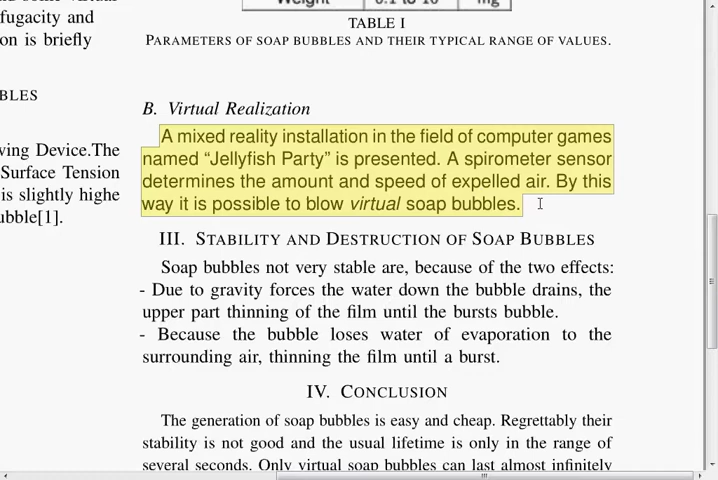 fugacity and
on is briefly
BLES
ving Device.The
Surface Tension
is slightly highe
ubble[1].
Weight 0.1 to 10 mg
TABLE I
PARAMETERS OF SOAP BUBBLES AND THEIR TYPICAL RANGE OF VALUES.
B. Virtual Realization
A mixed reality installation in the field of computer games
named “Jellyfish Party” is presented. A spirometer sensor
determines the amount and speed of expelled air. By this
way it is possible to blow virtual soap bubbles.
III. STABILITY AND DESTRUCTION OF SOAP BUBBLES
Soap bubbles not very stable are, because of the two effects:
- Due to gravity forces the water down the bubble drains, the
upper part thinning of the film until the bursts bubble.
- Because the bubble loses water of evaporation to the
surrounding air, thinning the film until a burst.
IV. CONCLUSION
The generation of soap bubbles is easy and cheap. Regrettably their
stability is not good and the usual lifetime is only in the range of
several seconds. Only virtual soap bubbles can last almost infinitely